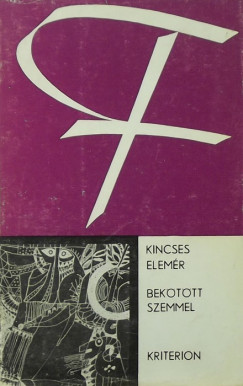 KINCSES
ELEMÉR
BEKÖTÖTT
SZEMMEL
KRITERION